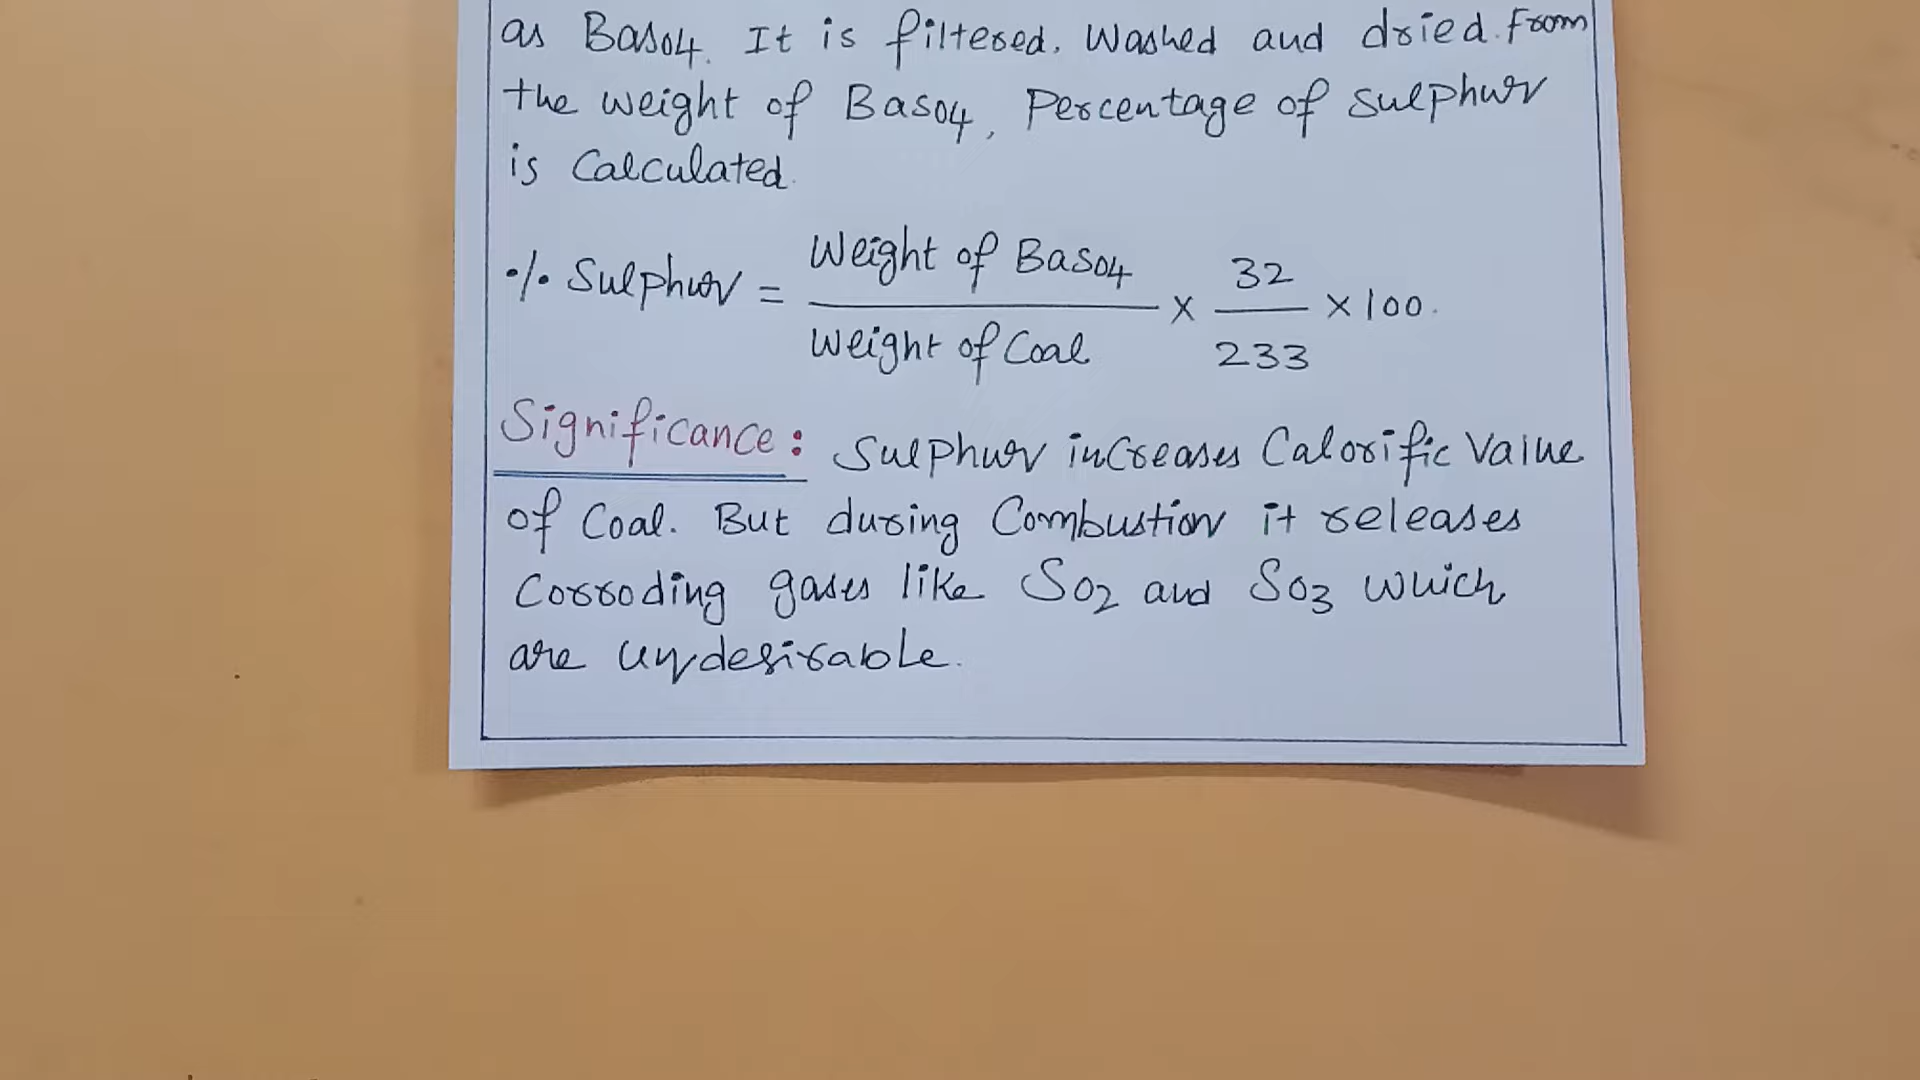 as BaSO4. It is filtered. Washed and dried. From
the weight of BaSO4, Percentage of Sulphur
is Calculated.
% Sulphur = Weight of BaSO4 / Weight of Coal × 32 / 233 × 100.
Significance: Sulphur increases Calorific Value
of Coal. But during Combustion it releases
Corroding gases like SO2 and SO3 which
are undesirable.